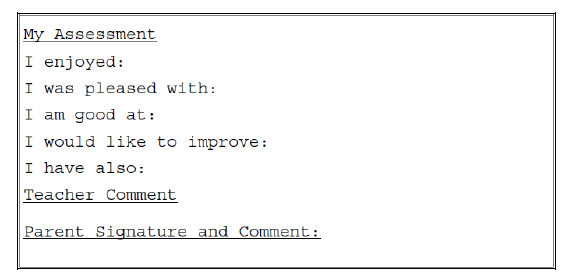 My Assessment
I enjoyed:
I was pleased with:
I am good at:
I would like to improve:
I have also:
Teacher Comment
Parent Signature and Comment: